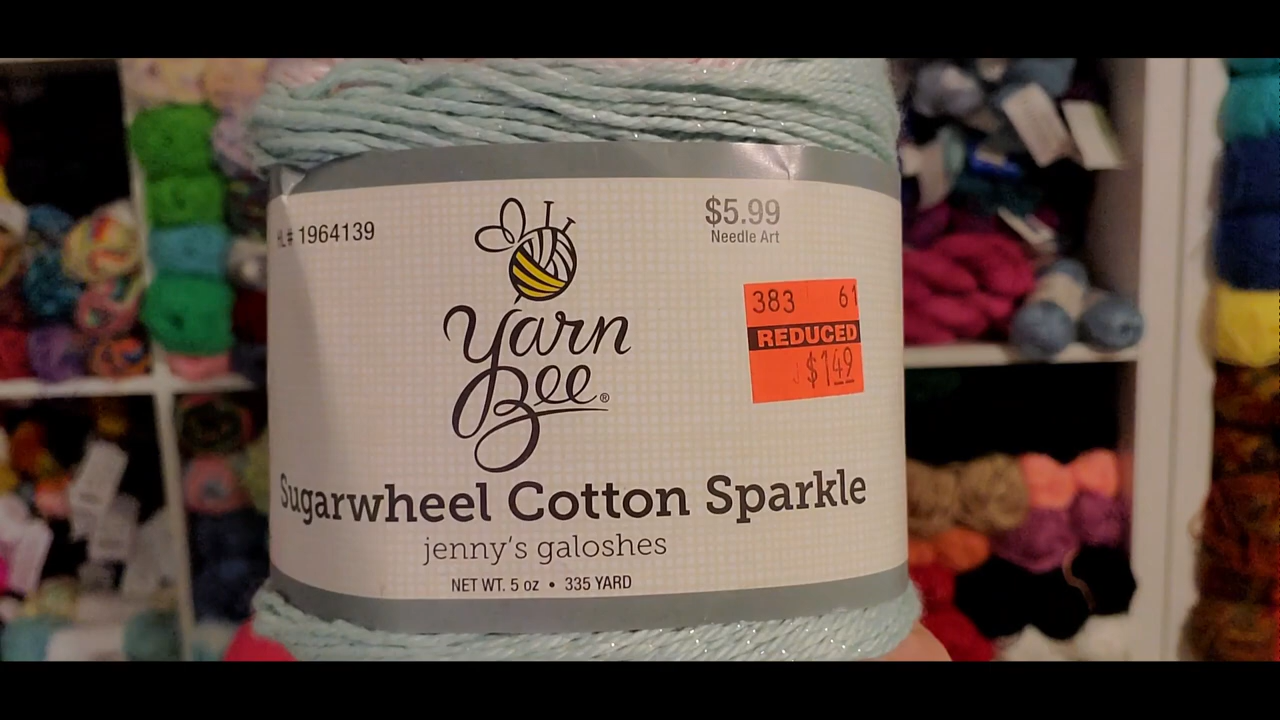 HL# 1964139
$5.99
Needle Art
383 61
REDUCED
$149
Yarn
Bee®
Sugarwheel Cotton Sparkle
jenny's galoshes
NET WT. 5 oz • 335 YARD